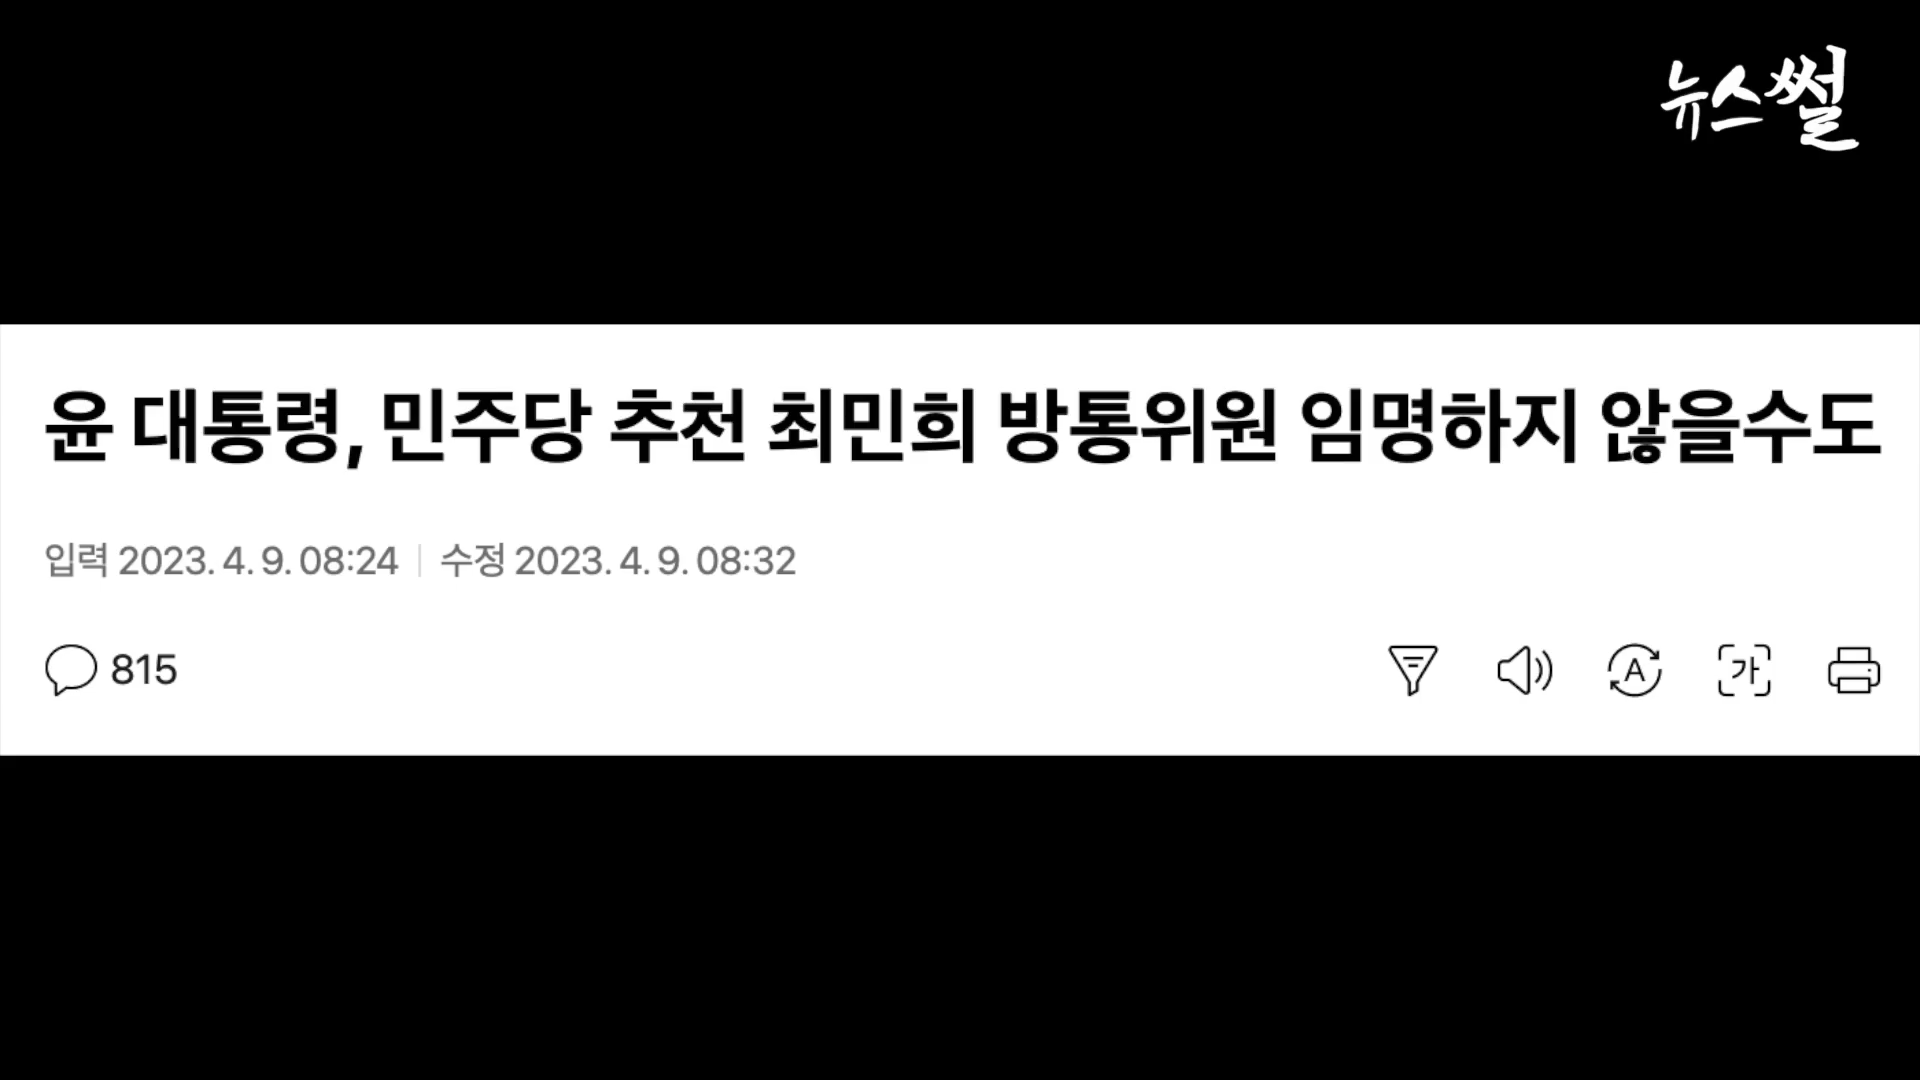 뉴스썰
윤 대통령, 민주당 추천 최민희 방통위원 임명하지 않을수도
입력 2023. 4. 9. 08:24 수정 2023. 4. 9. 08:32
815
A 가